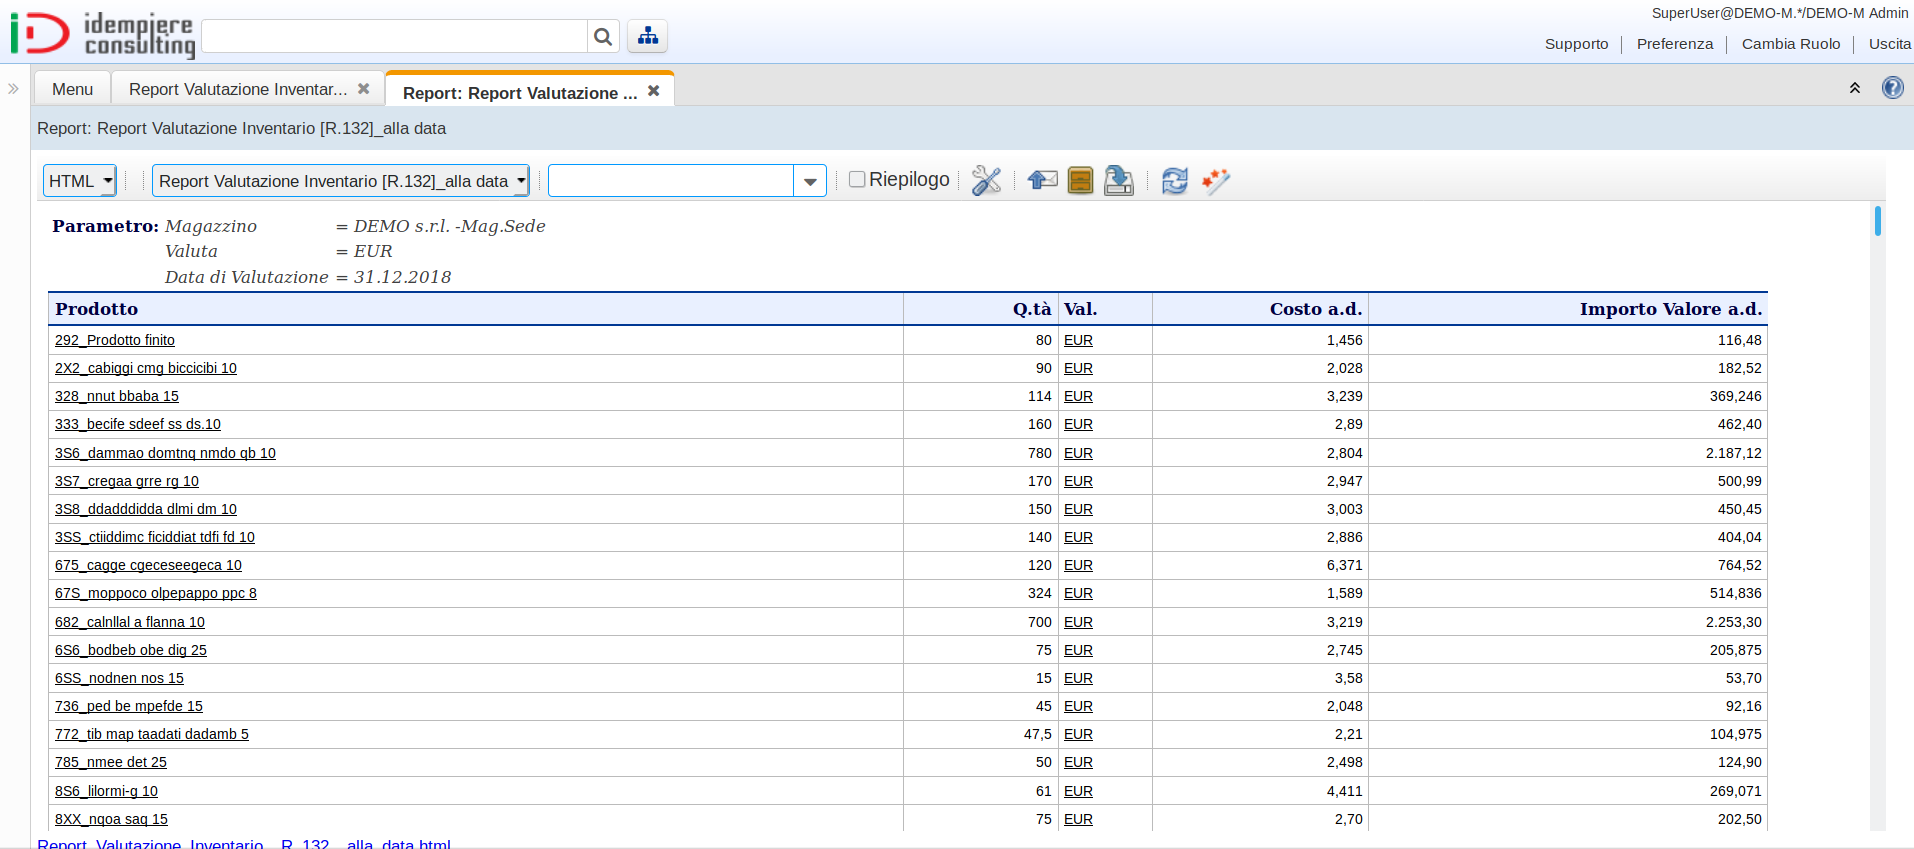 SuperUser@DEMO-M.*/DEMO-M Admin
idempiere
consulting
Supporto Preferenza Cambia Ruolo Uscita
Menu Report Valutazione Inventar... Report: Report Valutazione ...
Report: Report Valutazione Inventario [R.132]_alla data
HTML Report Valutazione Inventario [R.132]_alla data Riepilogo
Parametro: Magazzino = DEMO s.r.l. -Mag.Sede
Valuta = EUR
Data di Valutazione = 31.12.2018
Prodotto Q.tà Val. Costo a.d. Importo Valore a.d.
292_Prodotto finito 80 EUR 1,456 116,48
2X2_cabiggi cmg biccicibi 10 90 EUR 2,028 182,52
328_nnut bbaba 15 114 EUR 3,239 369,246
333_becife sdeef ss ds.10 160 EUR 2,89 462,40
3S6_dammao domtnq nmdo qb 10 780 EUR 2,804 2.187,12
3S7_cregaa grre rg 10 170 EUR 2,947 500,99
3S8_ddadddidda dlmi dm 10 150 EUR 3,003 450,45
3SS_ctiiddimc ficiddiat tdfi fd 10 140 EUR 2,886 404,04
675_cagge cgeceseegeca 10 120 EUR 6,371 764,52
67S_moppoco olpepappo ppc 8 324 EUR 1,589 514,836
682_calnllal a flanna 10 700 EUR 3,219 2.253,30
6S6_bodbeb obe dig 25 75 EUR 2,745 205,875
6SS_nodnen nos 15 15 EUR 3,58 53,70
736_ped be mpefde 15 45 EUR 2,048 92,16
772_tib map taadati dadamb 5 47,5 EUR 2,21 104,975
785_nmee det 25 50 EUR 2,498 124,90
8S6_lilormi-g 10 61 EUR 4,411 269,071
8XX_nqoa saq 15 75 EUR 2,70 202,50
Report_Valutazione_Inventario__R_132__alla_data.html